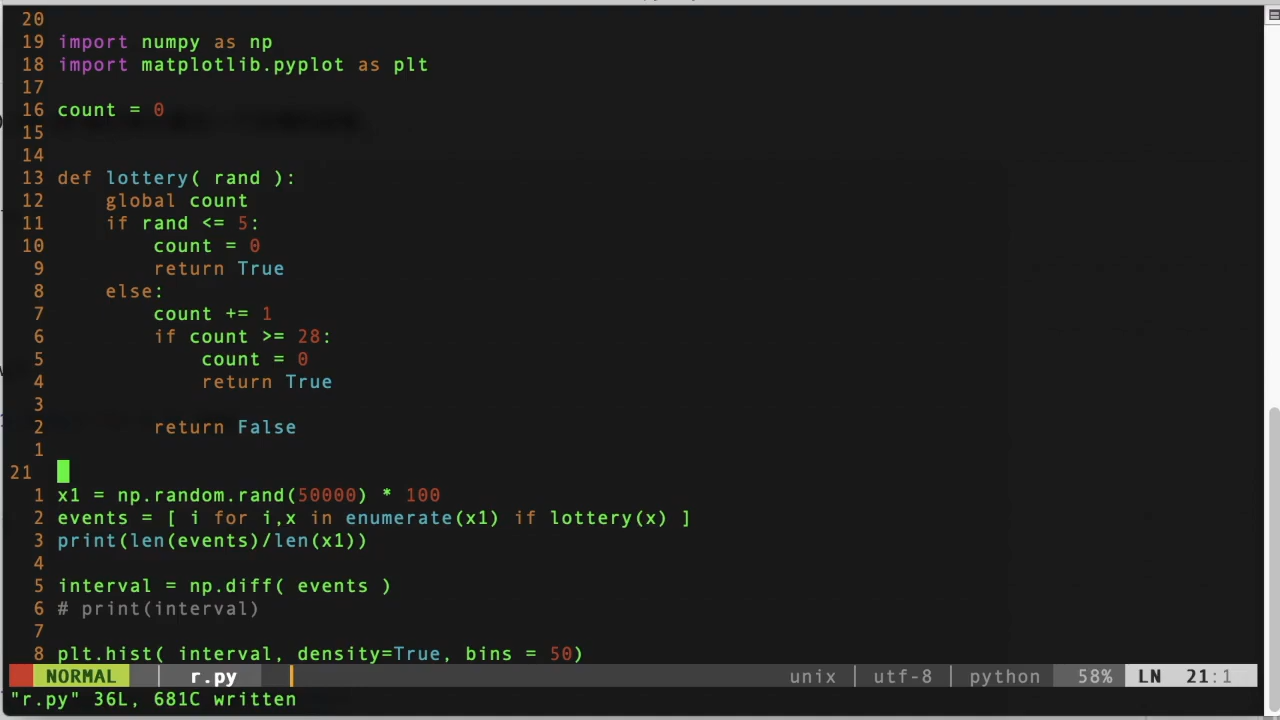 20
19 import numpy as np
18 import matplotlib.pyplot as plt
17
16 count = 0
15
14
13 def lottery( rand ):
12     global count
11     if rand <= 5:
10         count = 0
9         return True
8     else:
7         count += 1
6         if count >= 28:
5             count = 0
4             return True
3
2         return False
1
21
1 x1 = np.random.rand(50000) * 100
2 events = [ i for i,x in enumerate(x1) if lottery(x) ]
3 print(len(events)/len(x1))
4
5 interval = np.diff( events )
6 # print(interval)
7
8 plt.hist( interval, density=True, bins = 50)
NORMAL | r.py unix | utf-8 | python 58% LN 21:1
"r.py" 36L, 681C written